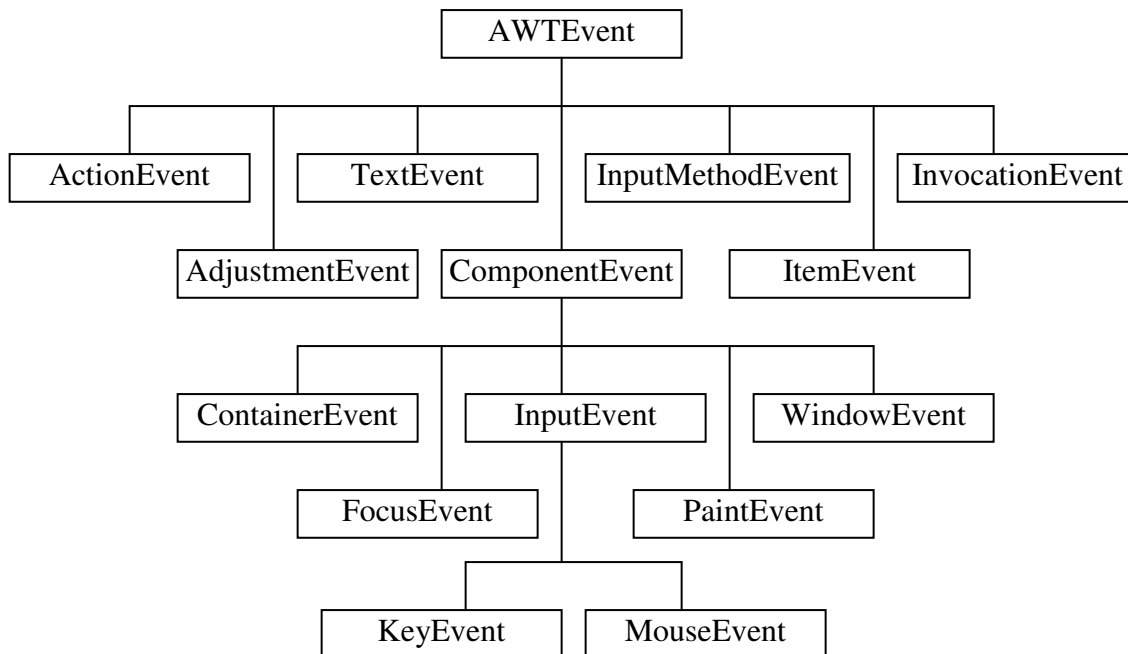 AWTEvent
ActionEvent
TextEvent
InputMethodEvent
InvocationEvent
AdjustmentEvent
ComponentEvent
ItemEvent
ContainerEvent
InputEvent
WindowEvent
FocusEvent
PaintEvent
KeyEvent
MouseEvent